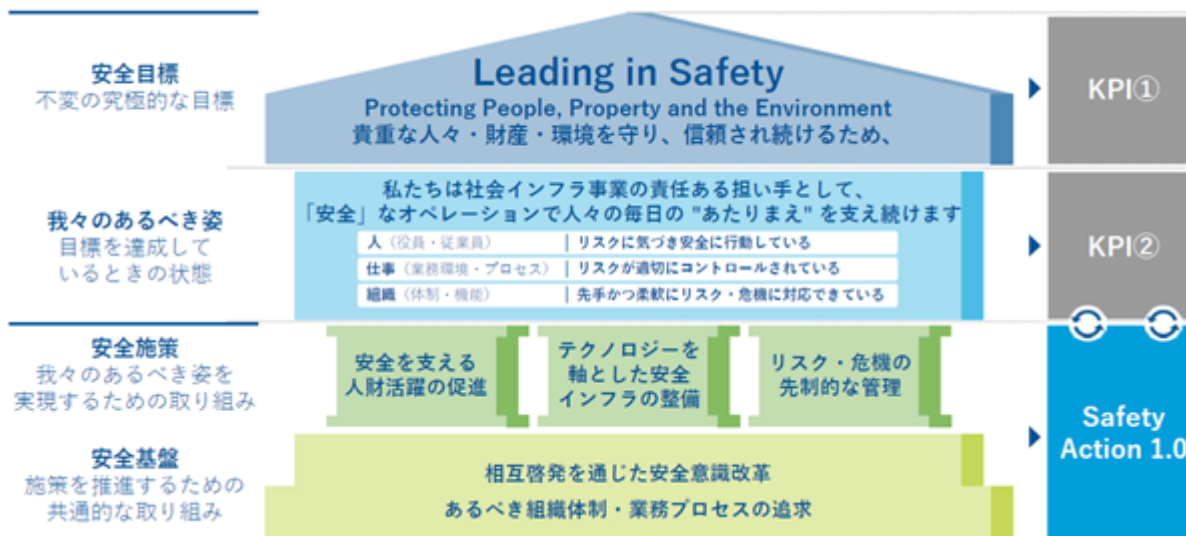 安全目標
不変の究極的な目標
Leading in Safety
Protecting People, Property and the Environment
貴重な人々・財産・環境を守り、信頼され続けるため、
KPI①
我々のあるべき姿
目標を達成して
いるときの状態
私たちは社会インフラ事業の責任ある担い手として、
「安全」なオペレーションで人々の毎日の "あたりまえ" を支え続けます
人（役員・従業員） | リスクに気づき安全に行動している
仕事（業務環境・プロセス） | リスクが適切にコントロールされている
組織（体制・機能） | 先手かつ柔軟にリスク・危機に対応できている
KPI②
安全施策
我々のあるべき姿を
実現するための取り組み
安全を支える
人財活躍の促進
テクノロジーを
軸とした安全
インフラの整備
リスク・危機の
先制的な管理
Safety
Action 1.0
安全基盤
施策を推進するための
共通的な取り組み
相互啓発を通じた安全意識改革
あるべき組織体制・業務プロセスの追求